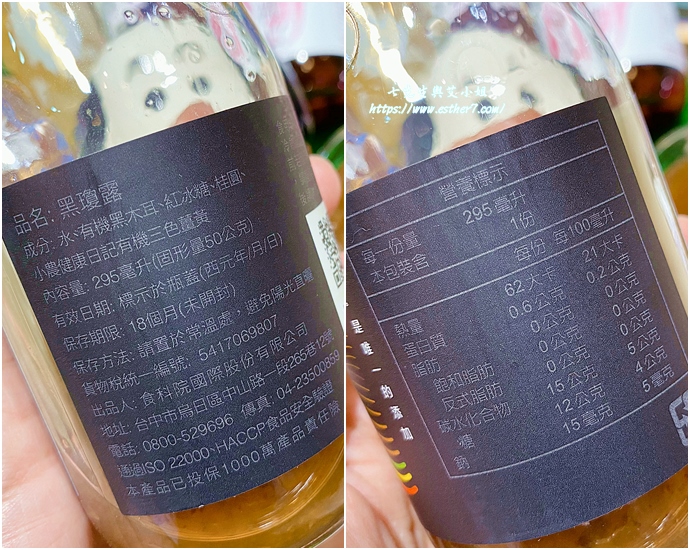 品名: 黑瓊露
成分: 水、有機黑木耳、紅冰糖、桂圓、
小農健康日記有機三色薑黃
內容量: 295毫升(固形量50公克)
有效日期: 標示於瓶蓋(西元年/月/日)
保存期限: 18個月(未開封)
保存方法: 請置於常溫處，避免陽光直曬
貨物稅統一編號: 5417069807
出品人: 食科院國際股份有限公司
地址: 台中市烏日區中山路一段265巷12號
電話: 0800-529696 傳真: 04-23500859
通過ISO 22000、HACCP食品安全驗證
本產品已投保1000萬產品責任險
七先生與艾小姐
https://www.esther7.com/
營養標示
每一份量 295毫升
本包裝含 1份
每份 每100毫升
熱量 62大卡 21大卡
蛋白質 0.6公克 0.2公克
脂肪 0公克 0公克
飽和脂肪 0公克 0公克
反式脂肪 0公克 0公克
碳水化合物 15公克 5公克
糖 12公克 4公克
鈉 15毫克 5毫克
是唯一的添加